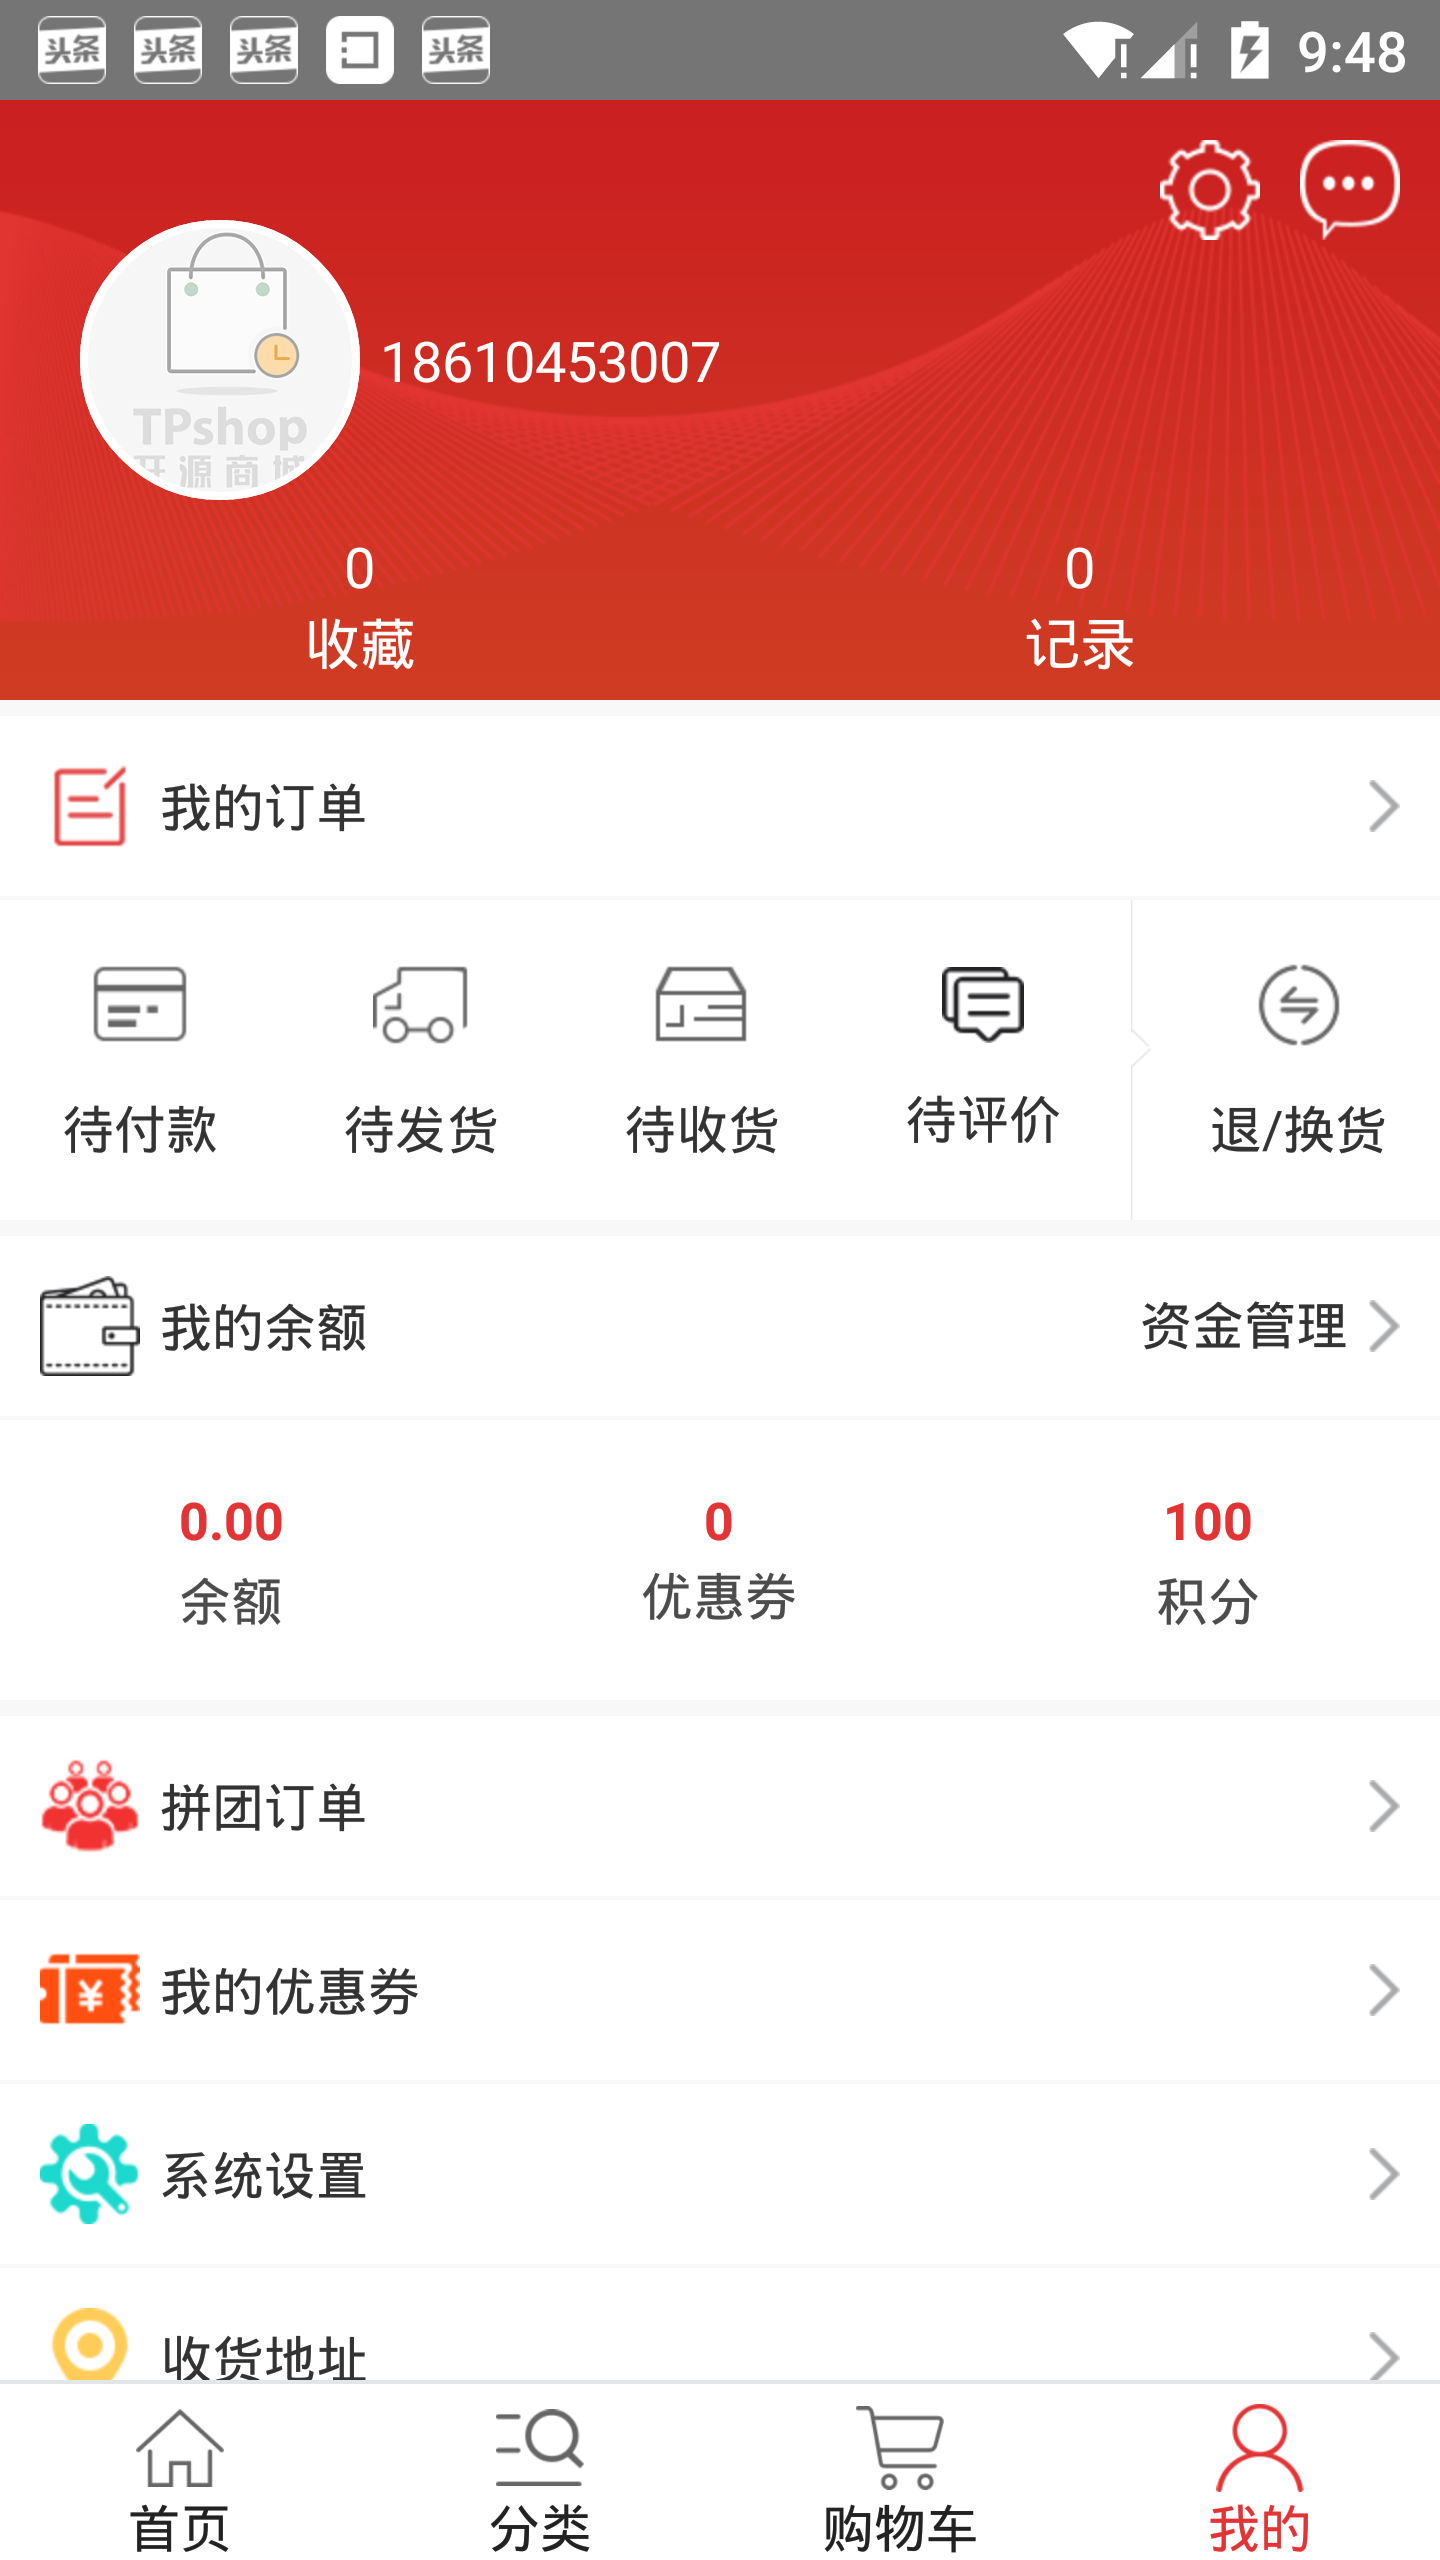 头条 头条 头条 头条 9:48
TPshop
开源商城
18610453007
0 0
收藏 记录
我的订单
待付款 待发货 待收货 待评价 退/换货
我的余额 资金管理
0.00 0 100
余额 优惠券 积分
拼团订单
¥ 我的优惠券
系统设置
收货地址
首页 分类 购物车 我的